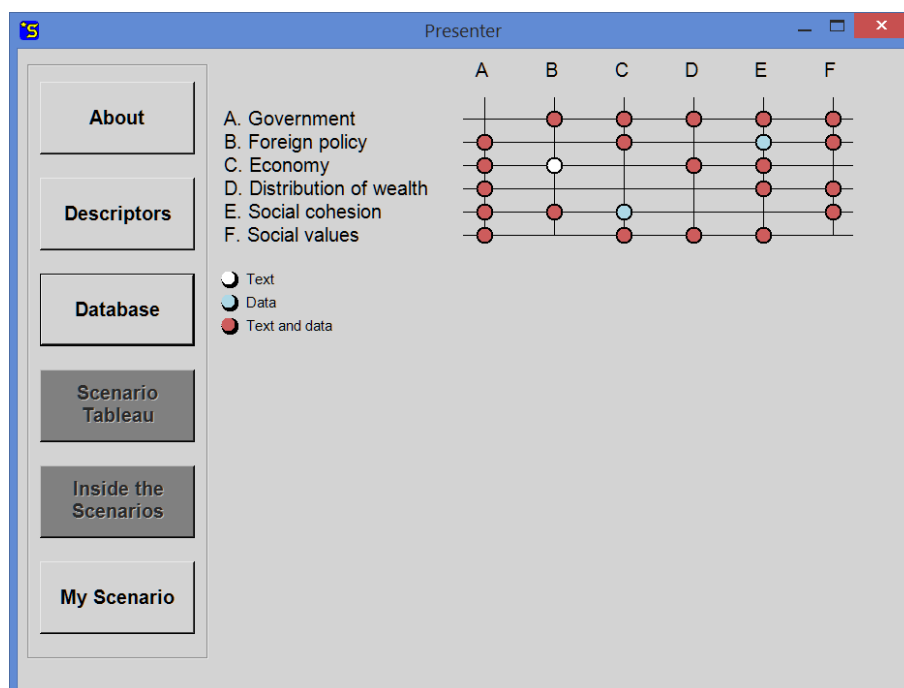 S
Presenter
A B C D E F
About
Descriptors
Database
Scenario
Tableau
Inside the
Scenarios
My Scenario
A. Government
B. Foreign policy
C. Economy
D. Distribution of wealth
E. Social cohesion
F. Social values
Text
Data
Text and data